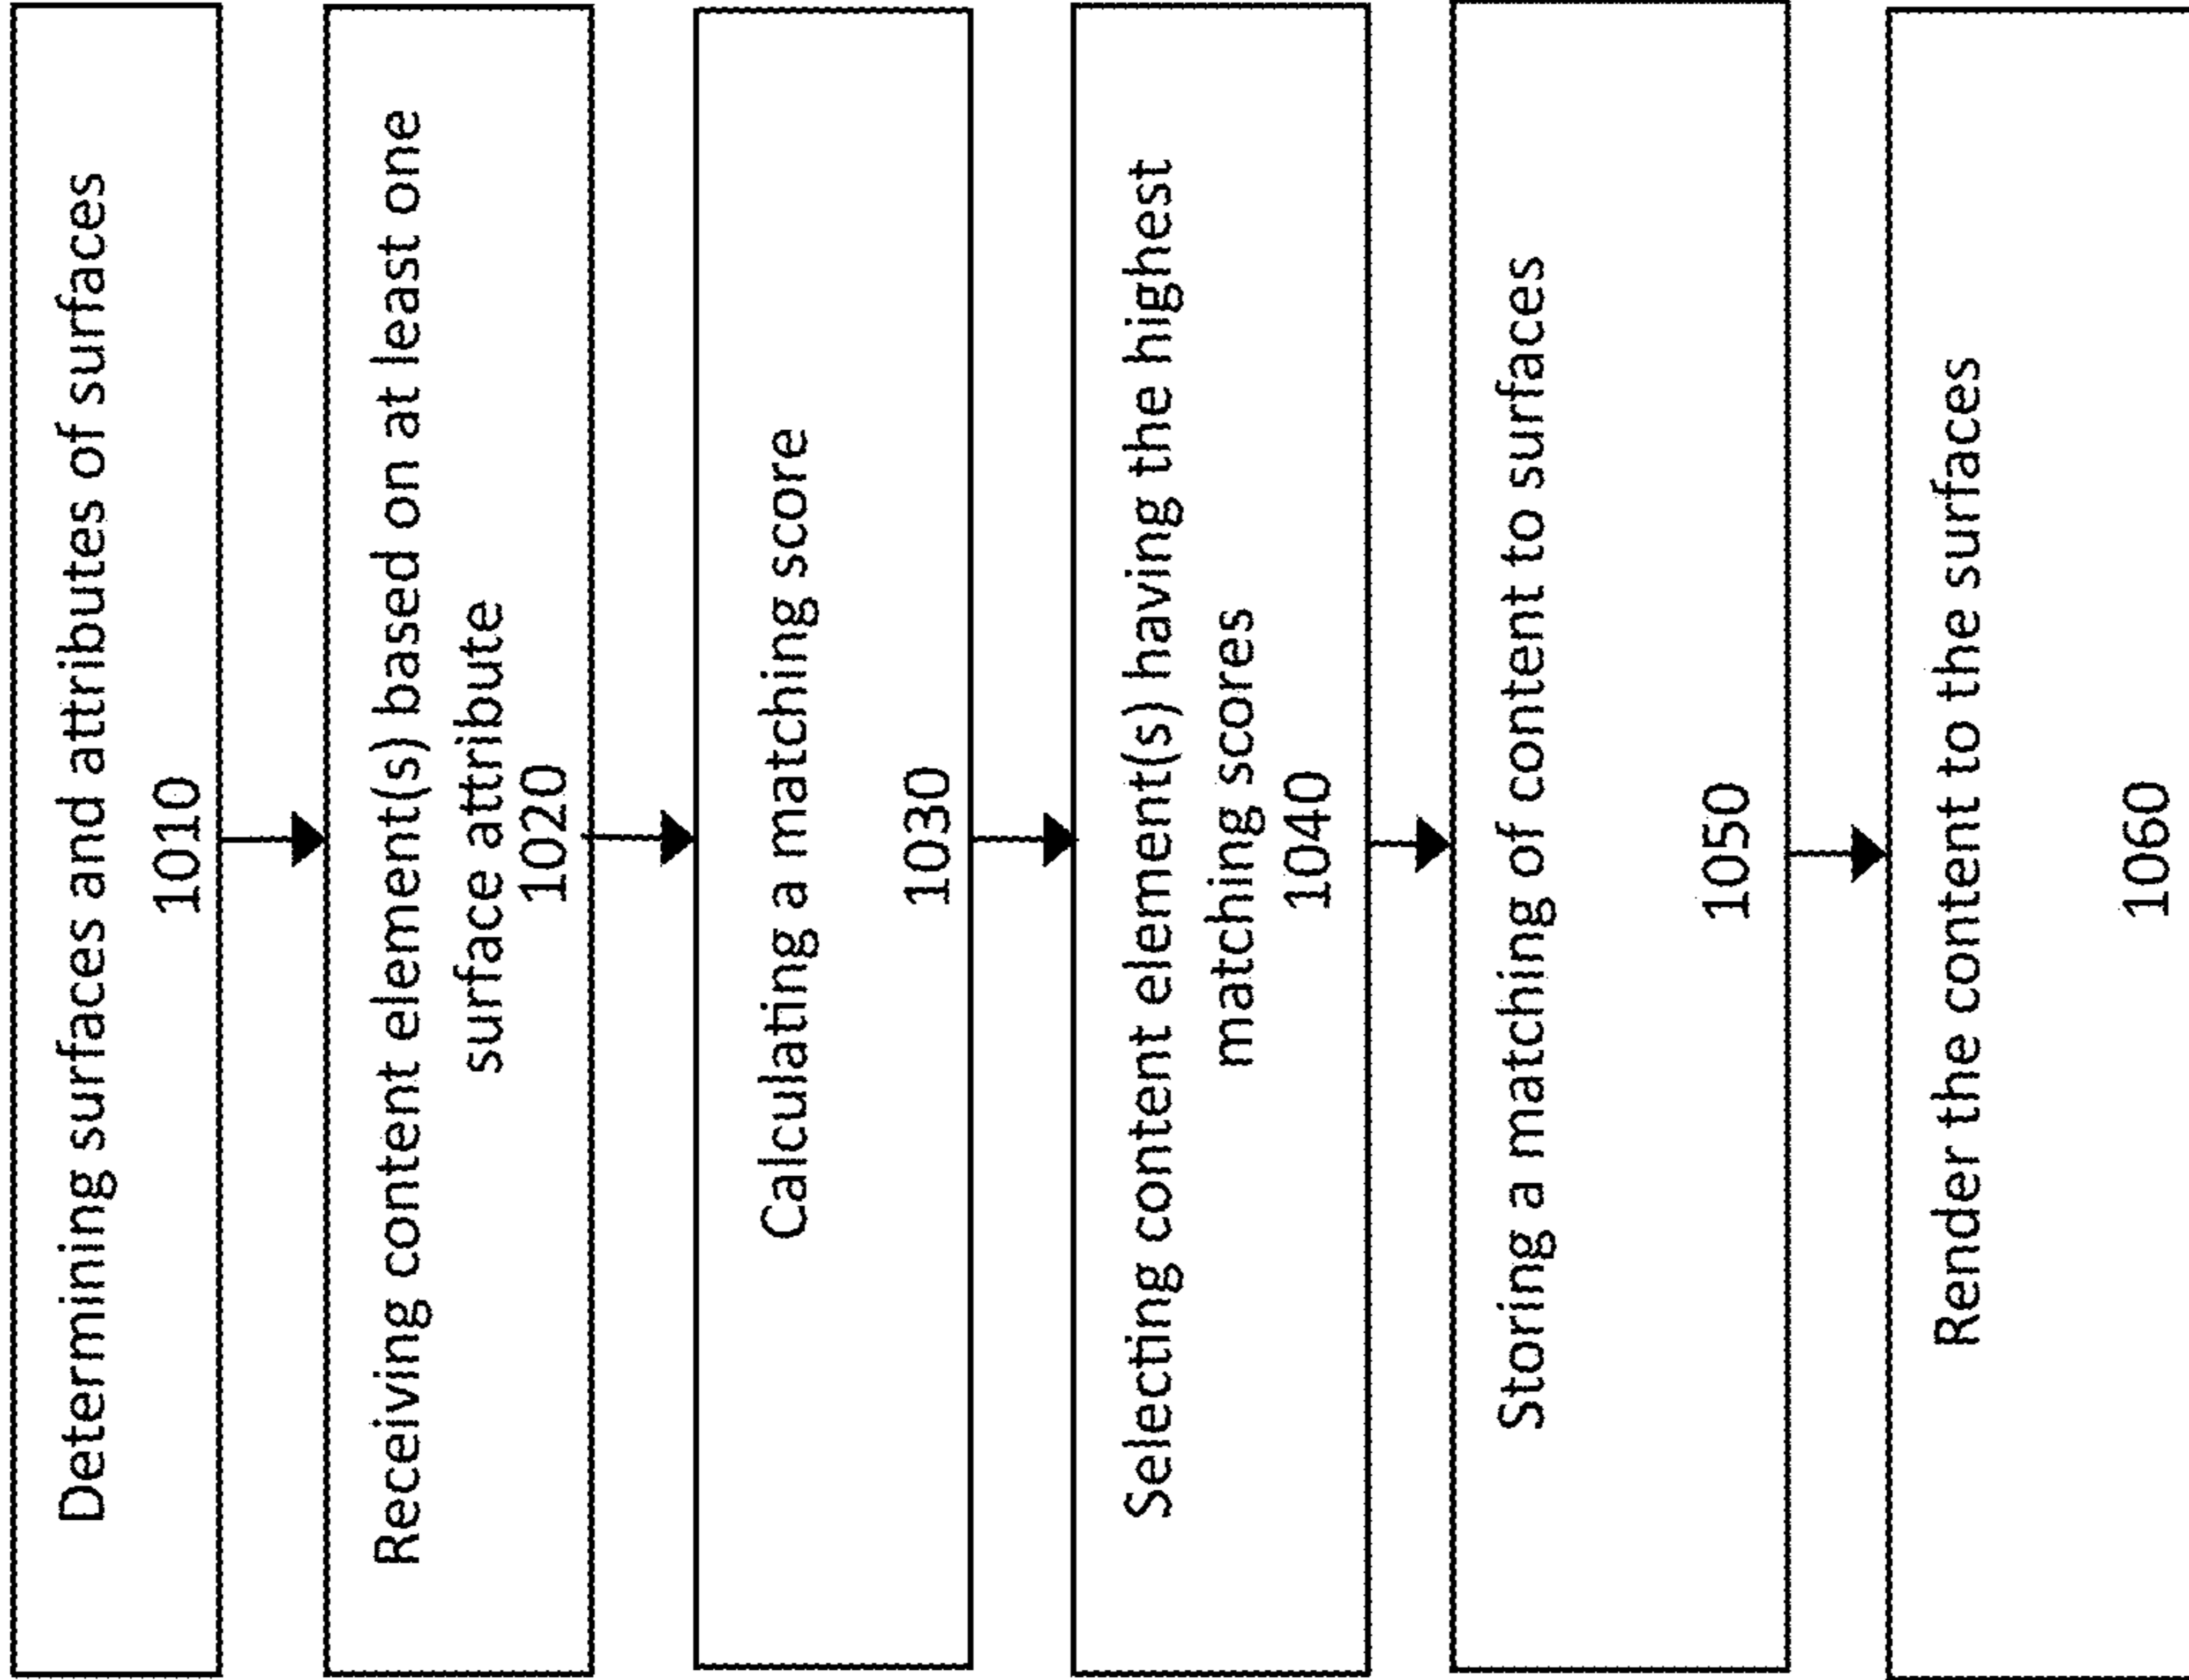 Determining surfaces and attributes of surfaces
1010
Receiving content element(s) based on at least one
surface attribute
1020
Calculating a matching score
1030
Selecting content element(s) having the highest
matching scores
1040
Storing a matching of content to surfaces
1050
Render the content to the surfaces
1060